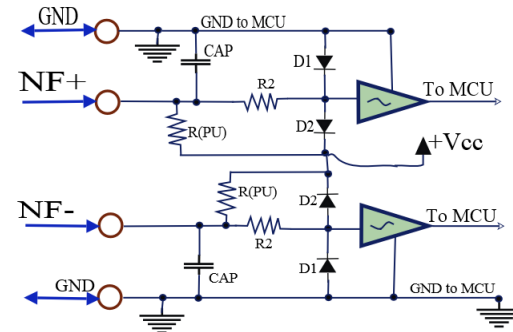 GND
GND to MCU
CAP
D1
NF+
R2
To MCU
R(PU)
D2
+Vcc
R(PU)
D2
NF-
R2
To MCU
CAP
D1
GND
GND to MCU